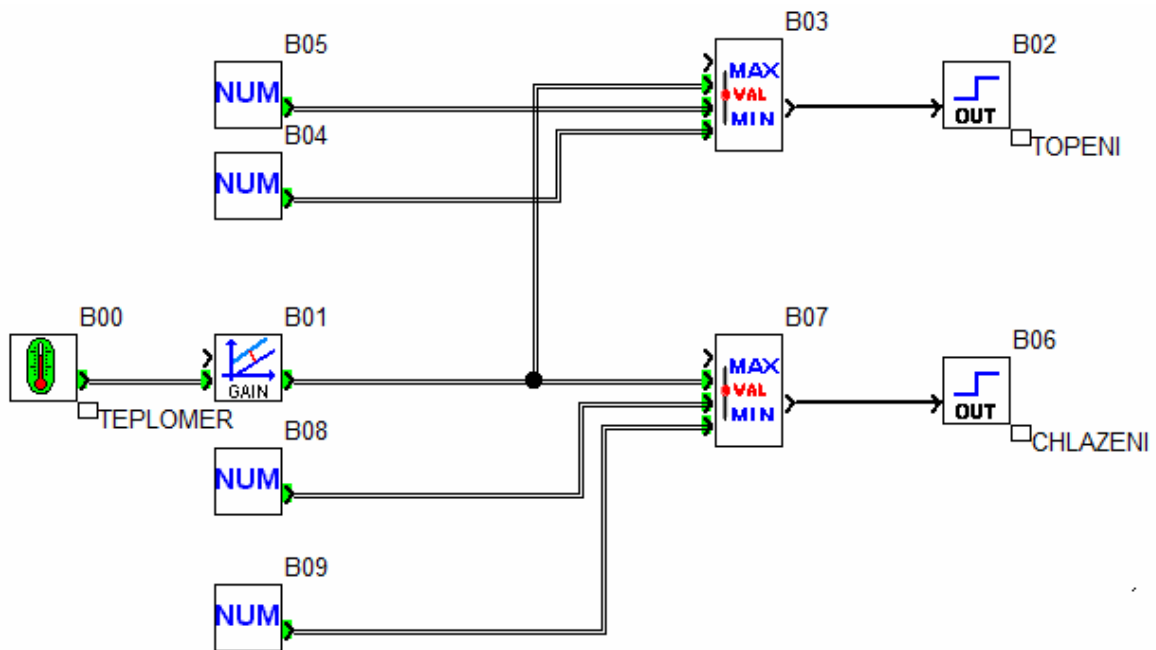 B05
NUM
B04
NUM
B03
MAX
VAL
MIN
B02
OUT
TOPENI
B00
TEPLOMER
B01
GAIN
B07
MAX
VAL
MIN
B06
OUT
CHLAZENI
B08
NUM
B09
NUM